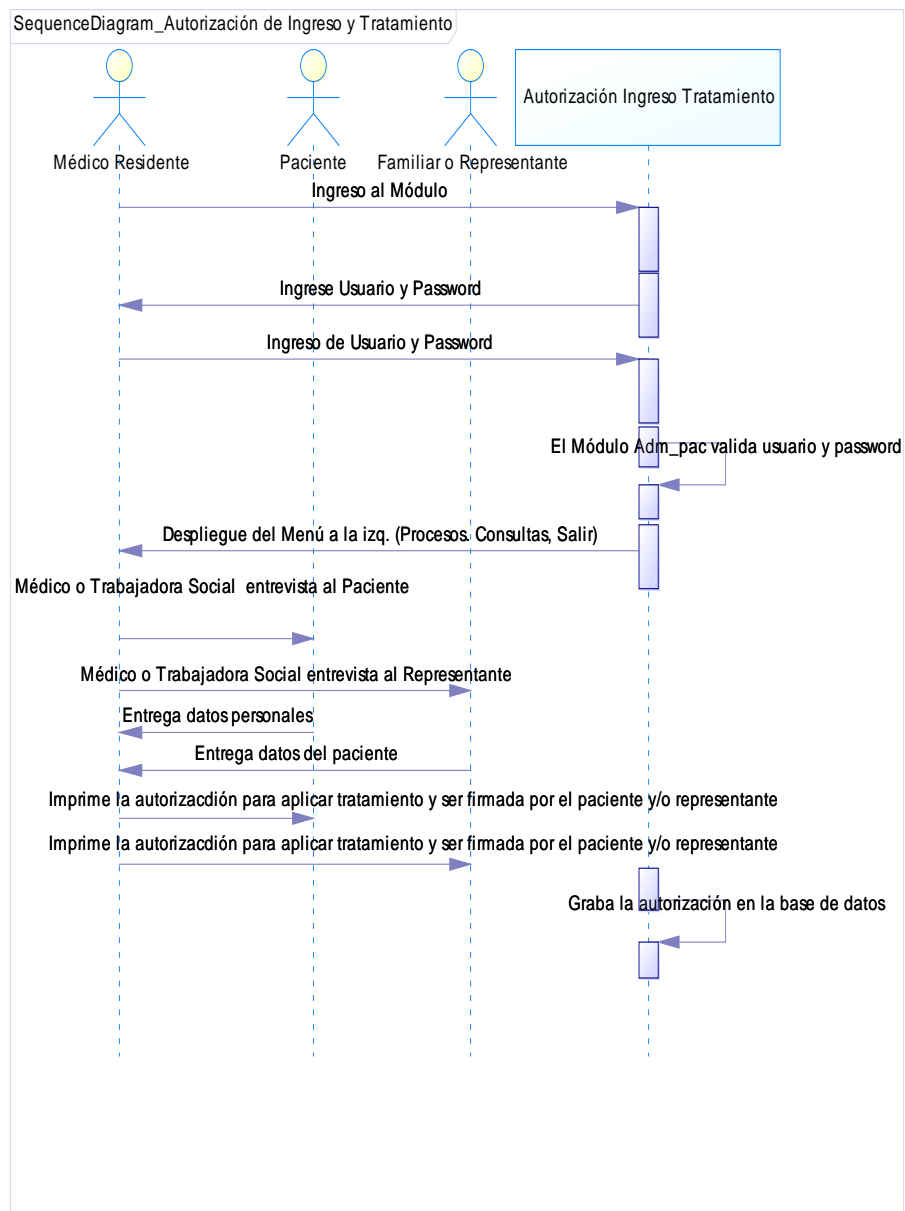 SequenceDiagram_Autorización de Ingreso y Tratamiento
Autorización Ingreso Tratamiento
Médico Residente
Paciente
Familiar o Representante
Ingreso al Módulo
Ingrese Usuario y Password
Ingreso de Usuario y Password
El Módulo Adm_pac valida usuario y password
Despliegue del Menú a la izq. (Procesos. Consultas, Salir)
Médico o Trabajadora Social entrevista al Paciente
Médico o Trabajadora Social entrevista al Representante
Entrega datos personales
Entrega datos del paciente
Imprime la autorizacdión para aplicar tratamiento y ser firmada por el paciente y/o representante
Imprime la autorizacdión para aplicar tratamiento y ser firmada por el paciente y/o representante
Graba la autorización en la base de datos